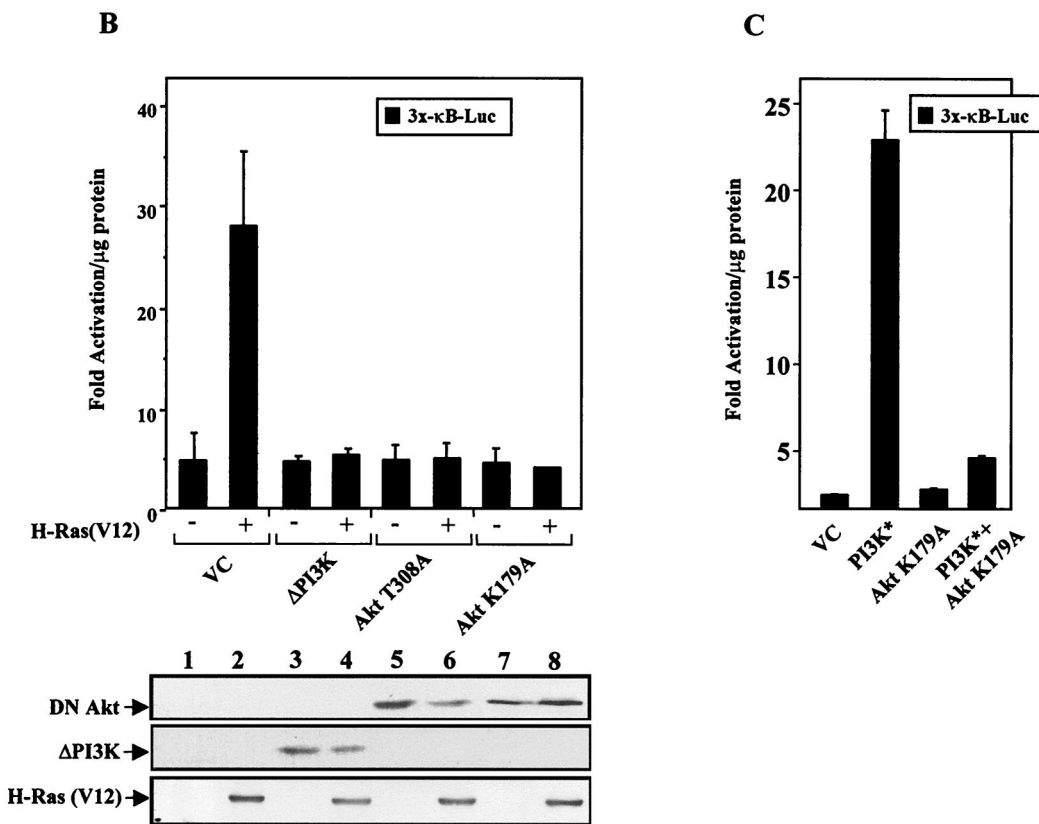 B
40
30
20
10
0
Fold Activation/μg protein
3x-κB-Luc
H-Ras(V12)
- + - + - + - +
VC
ΔPI3K
Akt T308A
Akt K179A
1 2 3 4 5 6 7 8
DN Akt
ΔPI3K
H-Ras (V12)
C
25
20
15
10
5
Fold Activation/μg protein
3x-κB-Luc
VC
PI3K*
Akt K179A
PI3K*+
Akt K179A